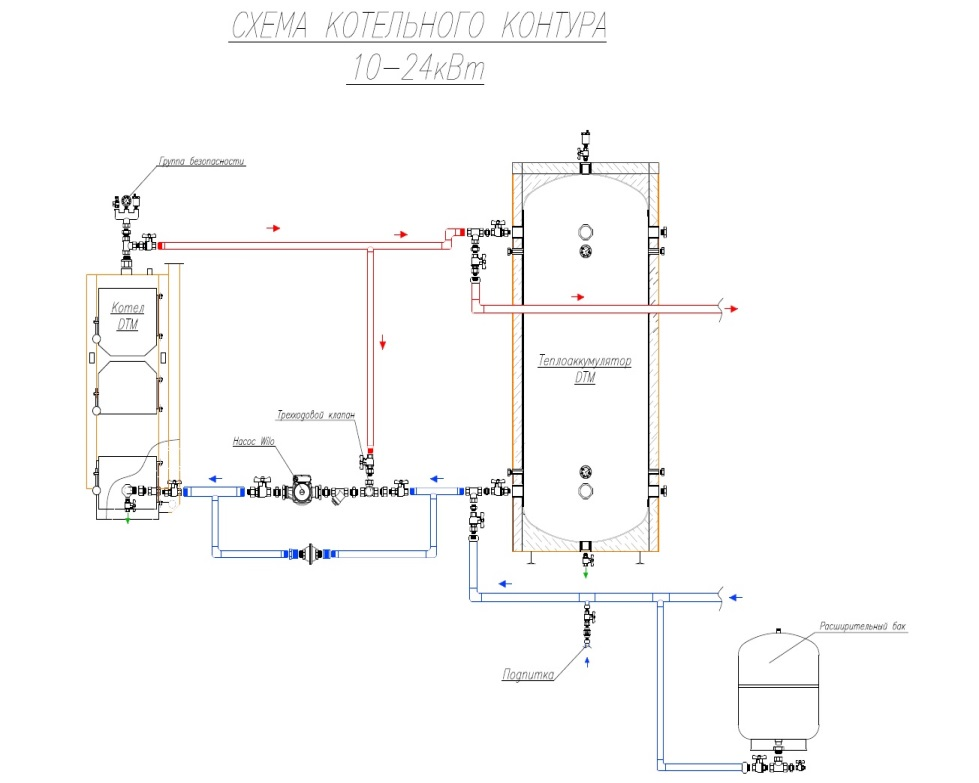 СХЕМА КОТЕЛЬНОГО КОНТУРА
10-24кВт
Группа безопасности
Котел
DTM
Теплоаккумулятор
DTM
Трехходовой клапан
Насос Wilo
Расширительный бак
Подпитка